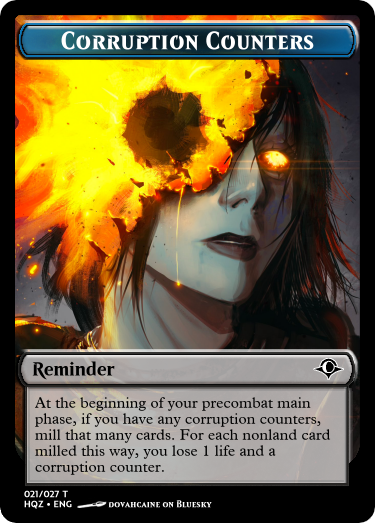 Corruption Counters
Reminder
At the beginning of your precombat main
phase, if you have any corruption counters,
mill that many cards. For each nonland card
milled this way, you lose 1 life and a
corruption counter.
021/027 T
HQZ • ENG dovahcaine on Bluesky